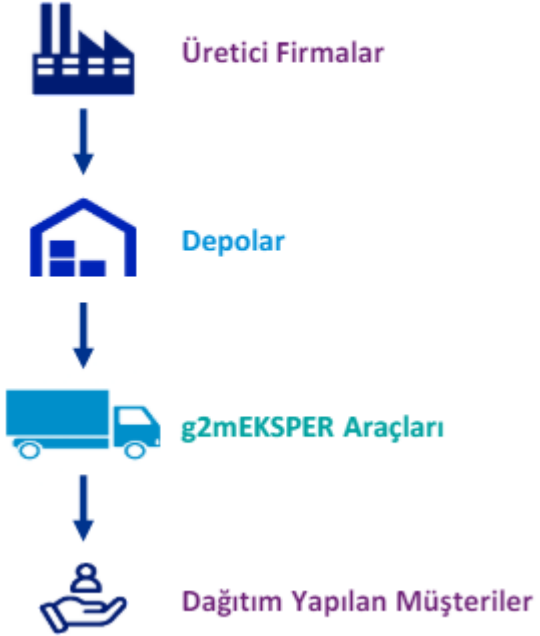 Üretici Firmalar
Depolar
g2mEKSPER Araçları
Dağıtım Yapılan Müşteriler